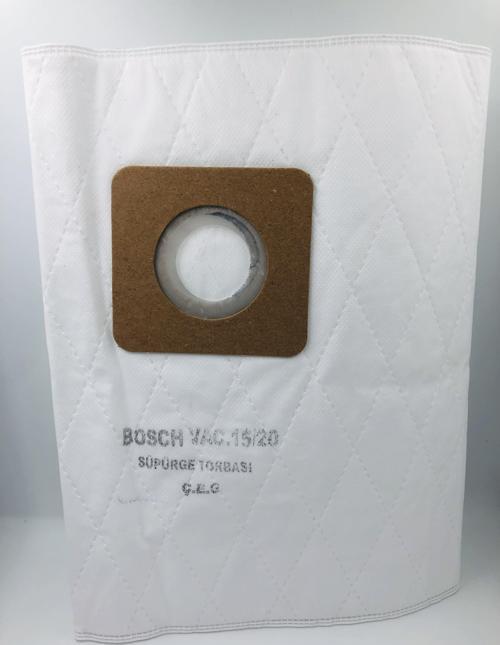 BOSCH VAC.15/20
SÜPÜRGE TORBASI
Ç.E.G